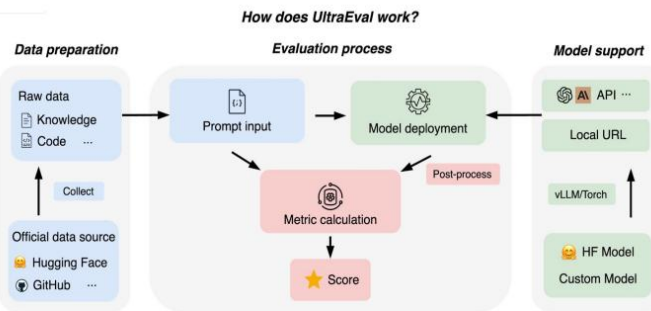 How does UltraEval work?
Data preparation
Evaluation process
Model support
Raw data
Knowledge
Code ...
Collect
Official data source
Hugging Face
GitHub ...
Prompt input
Model deployment
Post-process
Metric calculation
Score
API ...
Local URL
vLLM/Torch
HF Model
Custom Model